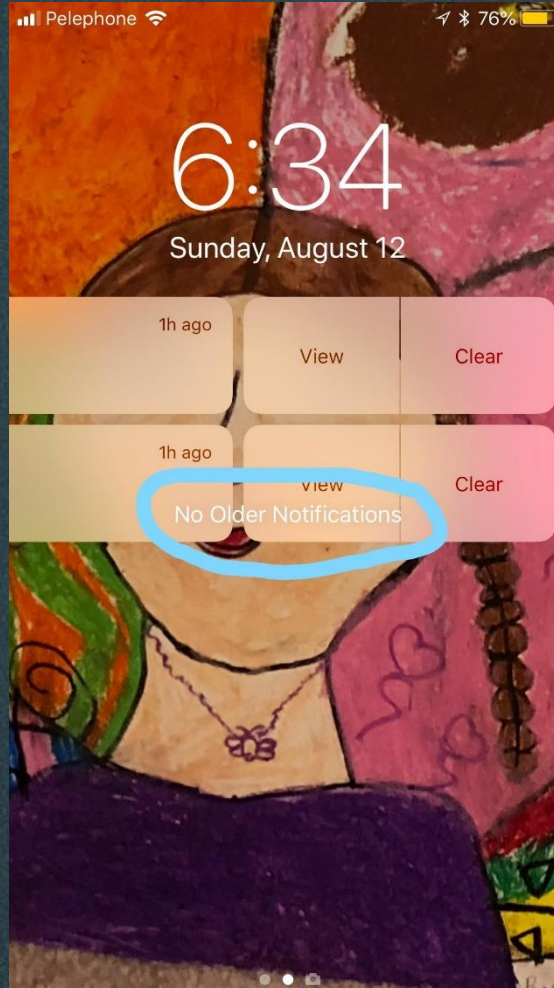 Pelephone 76%
6:34
Sunday, August 12
1h ago
View Clear
1h ago
View Clear
No Older Notifications